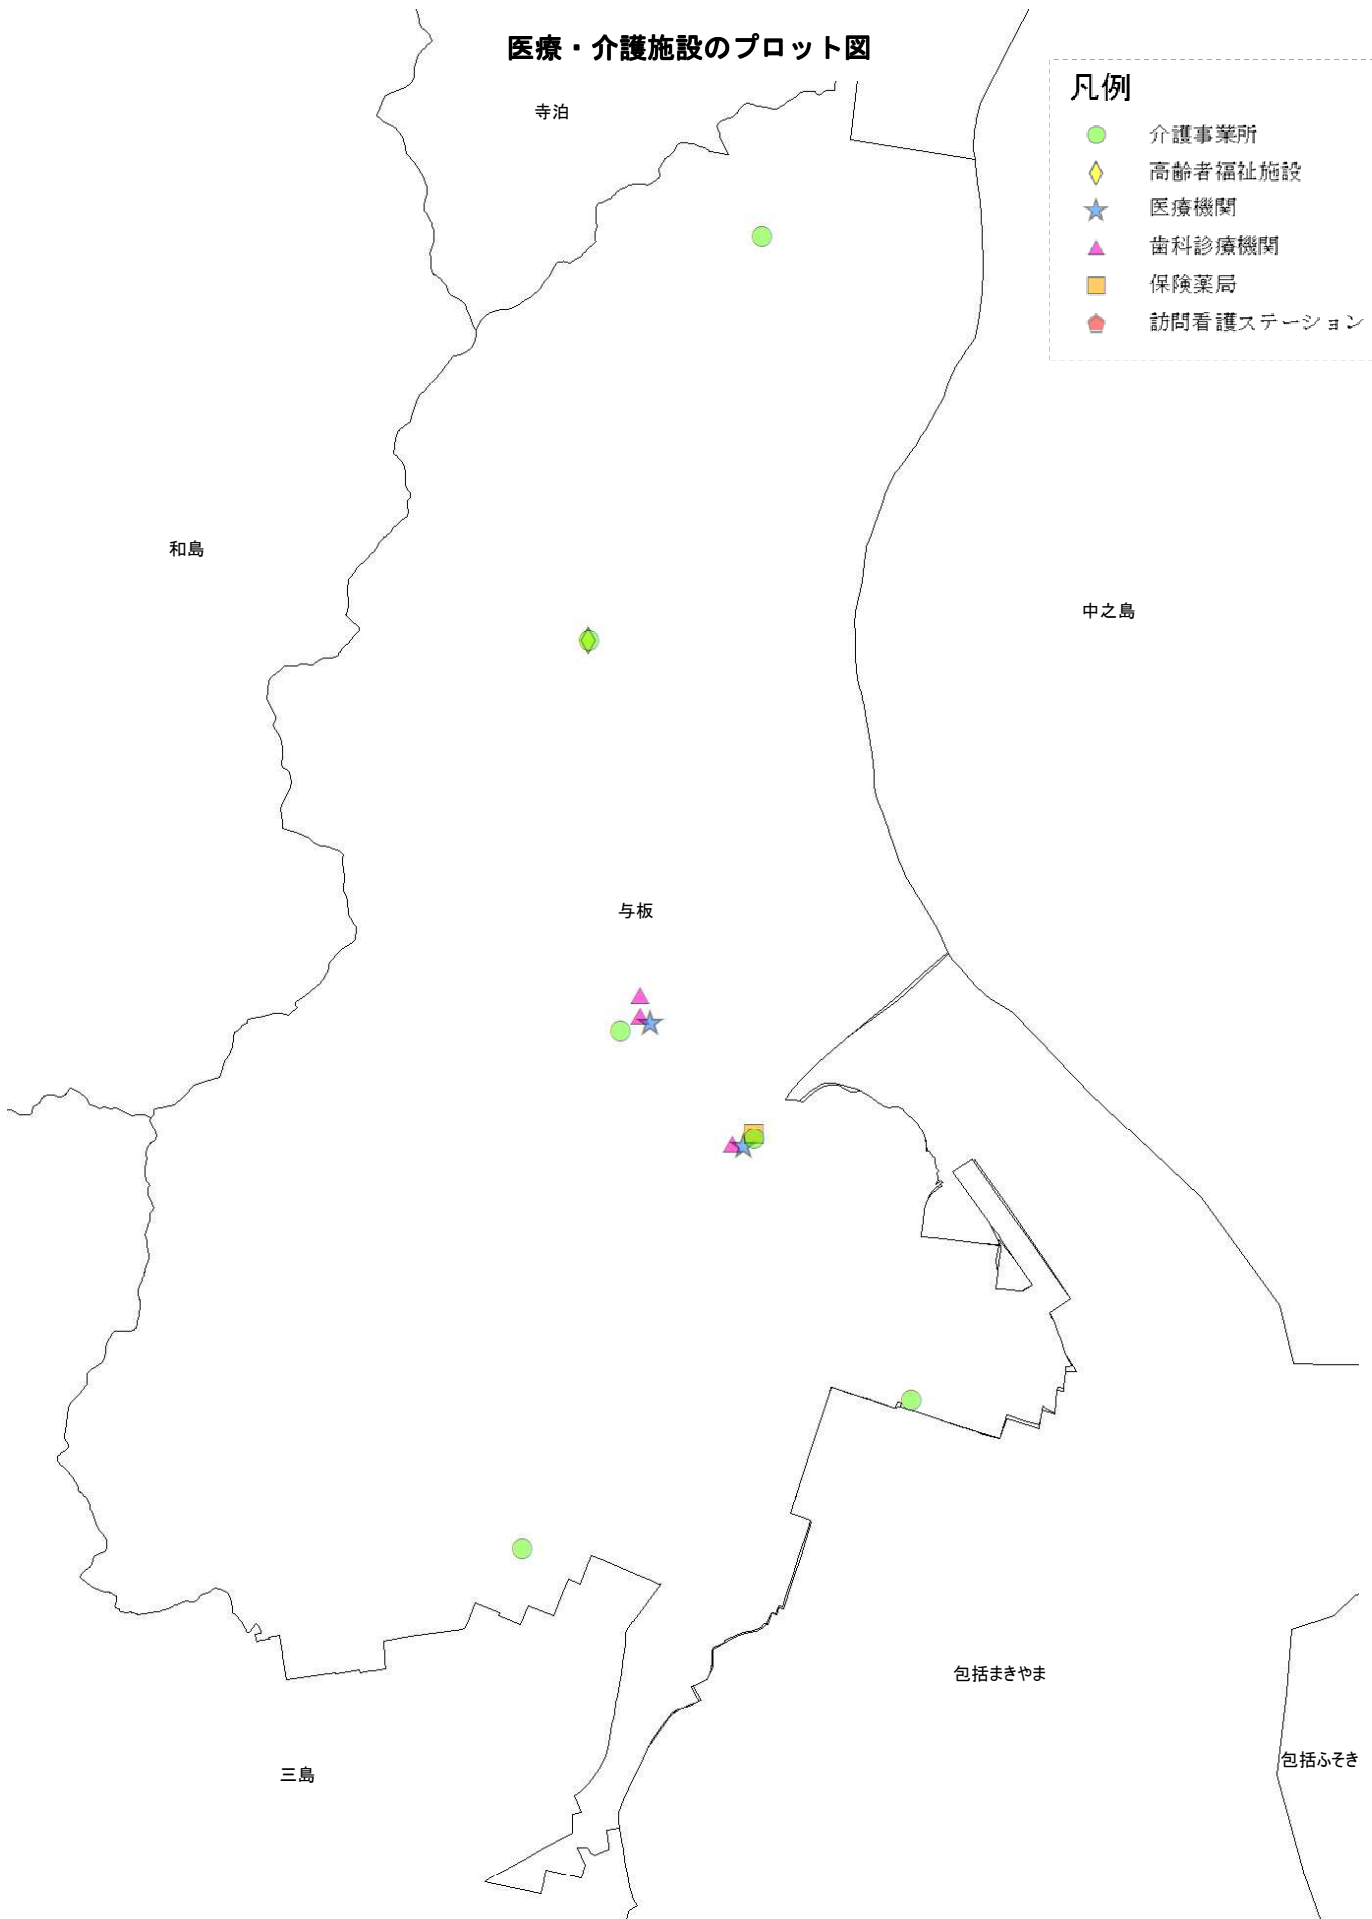 医療・介護施設のプロット図
寺泊
凡例
介護事業所
高齢者福祉施設
医療機関
歯科診療機関
保険薬局
訪問看護ステーション
和島
中之島
与板
包括まきやま
包括ふそき
三島